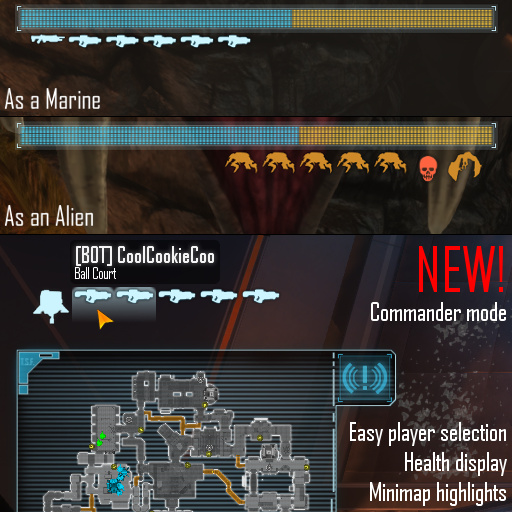 As a Marine
As an Alien
[BOT] CoolCookieCoo
Ball Court
NEW!
Commander mode
Easy player selection
Health display
Minimap highlights